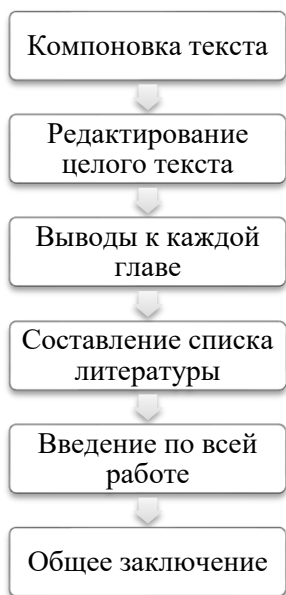 Компоновка текста
Редактирование
целого текста
Выводы к каждой
главе
Составление списка
литературы
Введение по всей
работе
Общее заключение